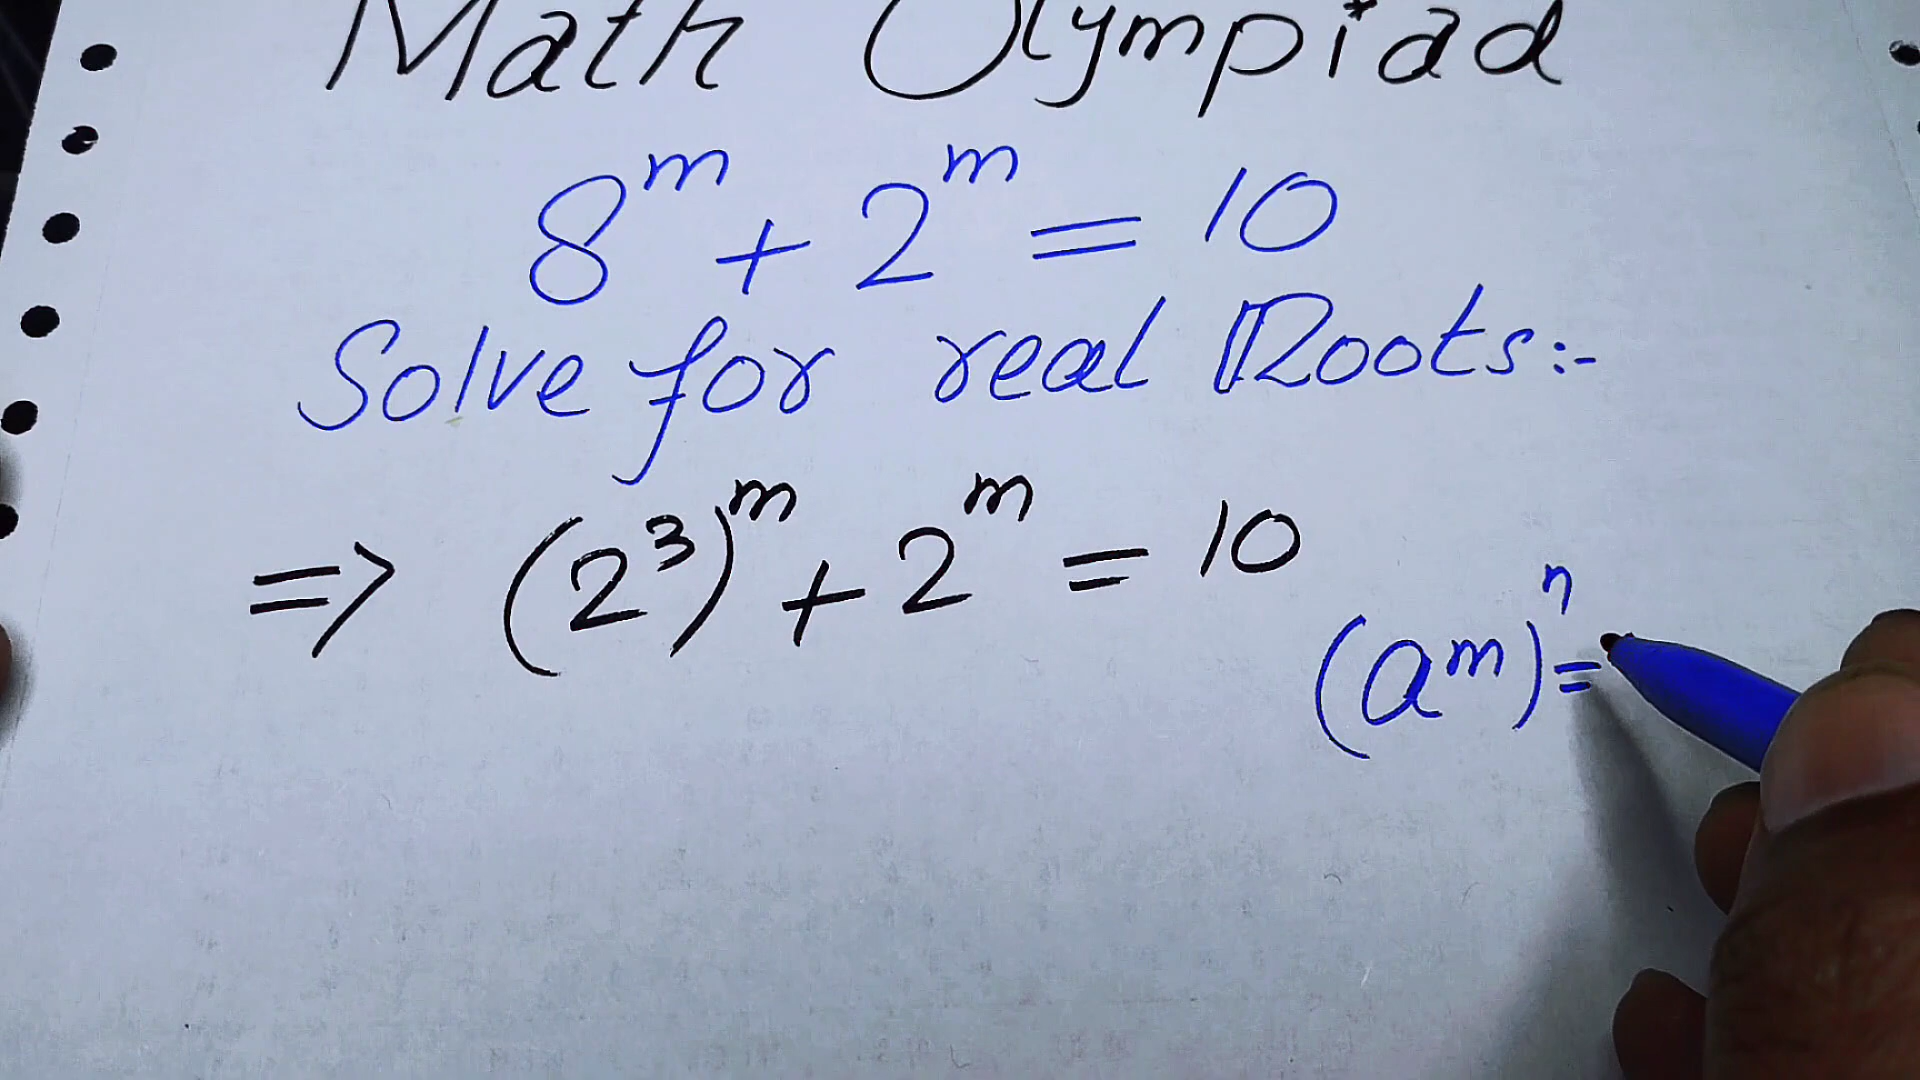 Math Olympiad
8^m + 2^m = 10
Solve for real Roots:-
=> (2^3)^m + 2^m = 10
(a^m)^n =